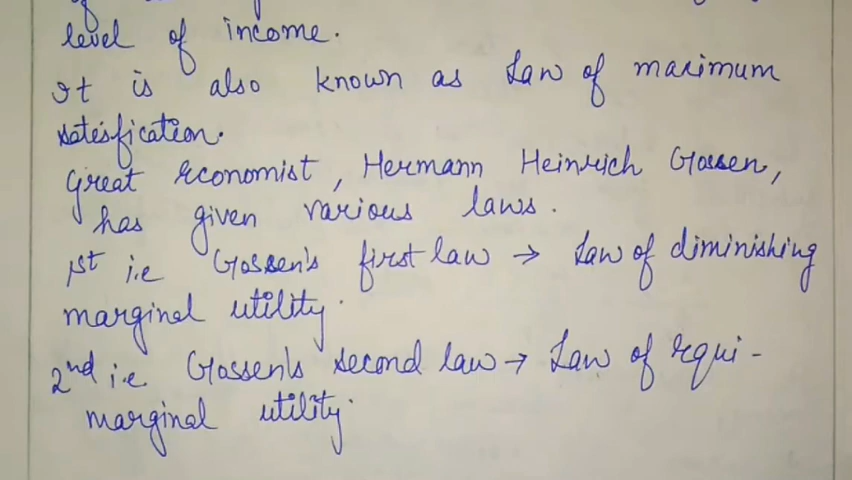 level of income.
It is also known as Law of maximum
satisfication.
Great Economist, Hermann Heinrich Gossen,
has given various laws.
1st i.e Gossen's first law → Law of diminishing
marginal utility.
2nd i.e Gossen's second law → Law of equi-
marginal utility.